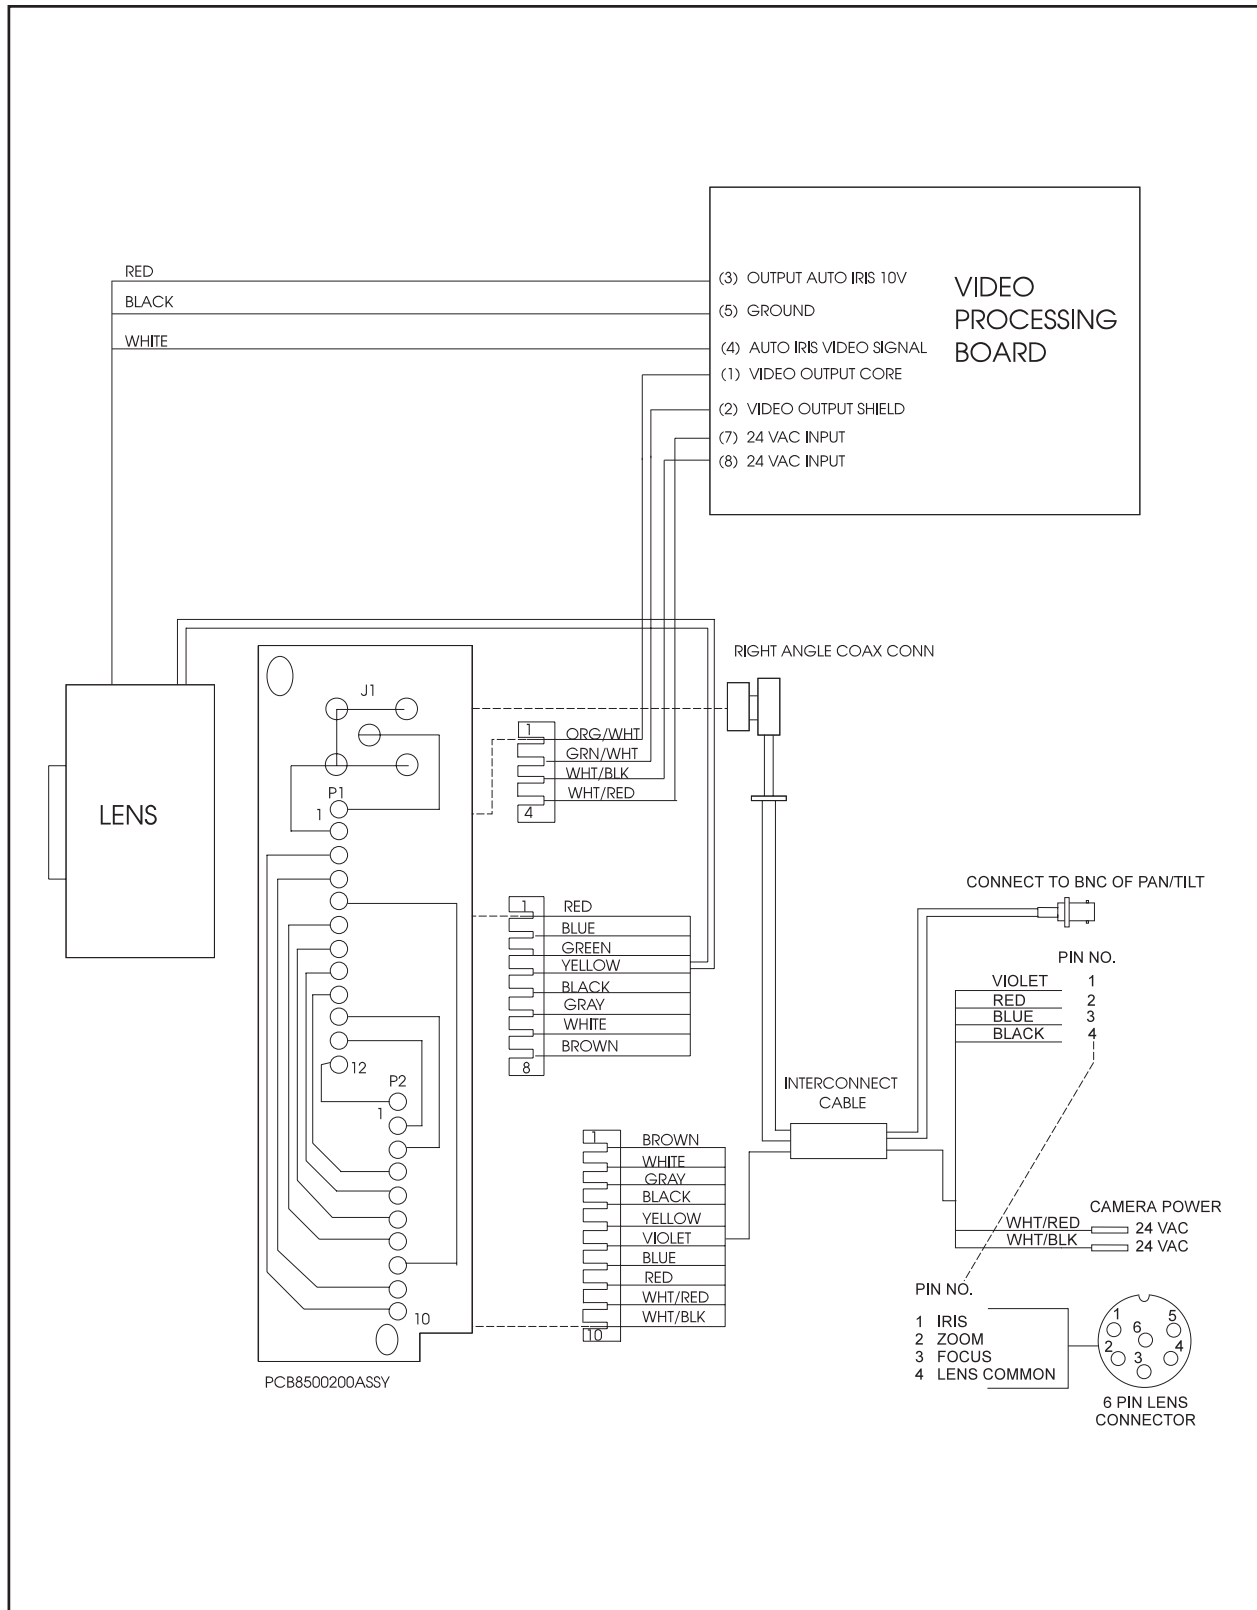 RED
BLACK
WHITE
(3) OUTPUT AUTO IRIS 10V
(5) GROUND
(4) AUTO IRIS VIDEO SIGNAL
(1) VIDEO OUTPUT CORE
(2) VIDEO OUTPUT SHIELD
(7) 24 VAC INPUT
(8) 24 VAC INPUT
VIDEO
PROCESSING
BOARD
RIGHT ANGLE COAX CONN
LENS
J1
P1
1
12
P2
1
10
PCB8500200ASSY
1
ORG/WHT
GRN/WHT
WHT/BLK
WHT/RED
4
1
RED
BLUE
GREEN
YELLOW
BLACK
GRAY
WHITE
BROWN
8
1
BROWN
WHITE
GRAY
BLACK
YELLOW
VIOLET
BLUE
RED
WHT/RED
WHT/BLK
10
INTERCONNECT
CABLE
CONNECT TO BNC OF PAN/TILT
PIN NO.
VIOLET 1
RED 2
BLUE 3
BLACK 4
CAMERA POWER
WHT/RED 24 VAC
WHT/BLK 24 VAC
PIN NO.
1 IRIS
2 ZOOM
3 FOCUS
4 LENS COMMON
1
5
6
2
4
3
6 PIN LENS
CONNECTOR